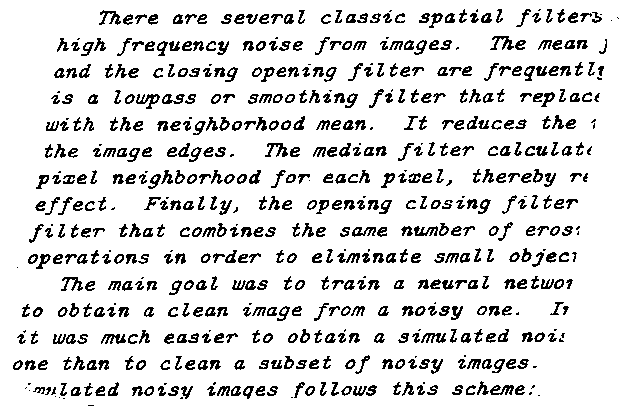 There are several classic spatial filters
high frequency noise from images. The mean
and the closing opening filter are frequently
is a lowpass or smoothing filter that replac
with the neighborhood mean. It reduces the
the image edges. The median filter calculat
pixel neighborhood for each pixel, thereby re
effect. Finally, the opening closing filter
filter that combines the same number of eros
operations in order to eliminate small objec
The main goal was to train a neural networ
to obtain a clean image from a noisy one. I
it was much easier to obtain a simulated noi
one than to clean a subset of noisy images.
mulated noisy images follows this scheme: